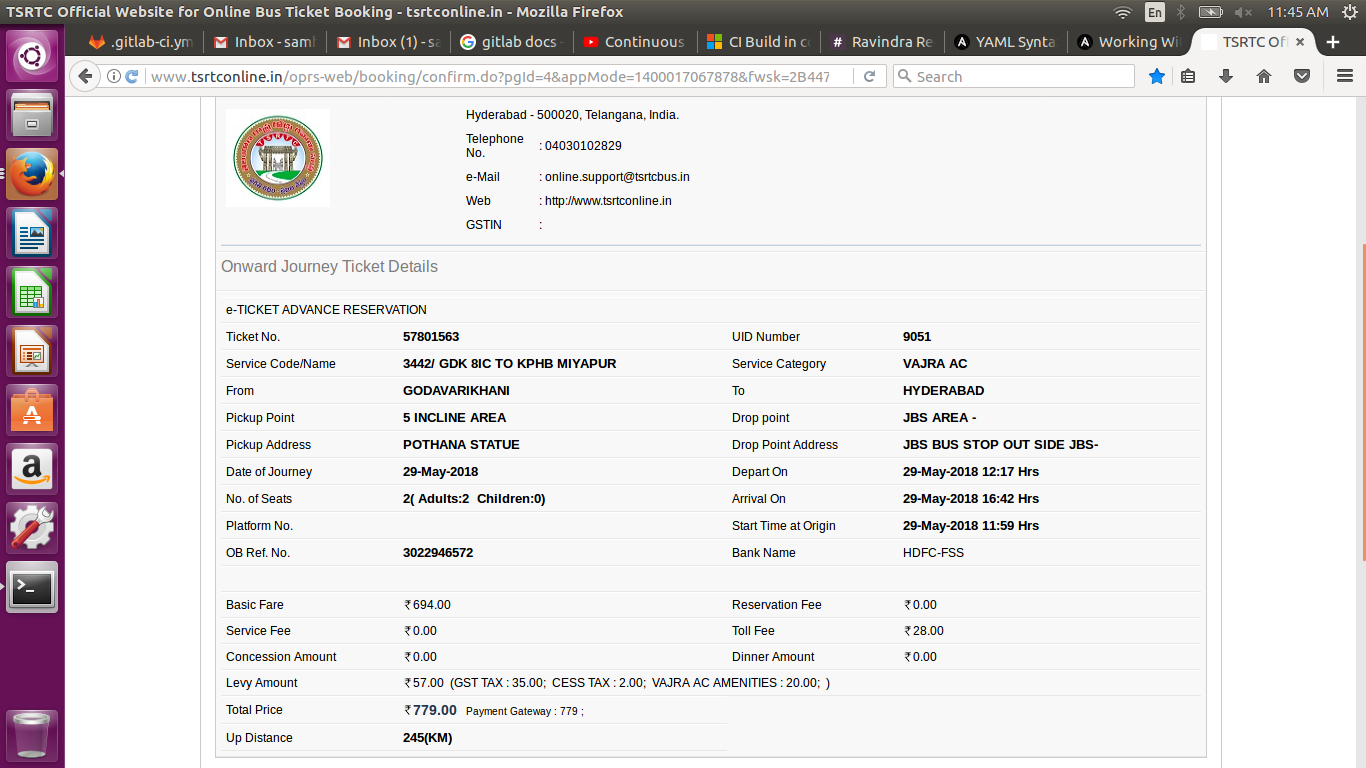 TSRTC Official Website for Online Bus Ticket Booking - tsrtconline.in - Mozilla Firefox
En 11:45 AM
.gitlab-ci.ym Inbox - sam Inbox (1) - sa gitlab docs - Continuous CI Build in c Ravindra Re YAML Synta Working Wi TSRTC Of
www.tsrtconline.in/oprs-web/booking/confirm.do?pgId=4&appMode=1400017067878&fwsk=2B447 Search
TSRTC
Hyderabad - 500020, Telangana, India.
Telephone No. : 04030102829
e-Mail : online.support@tsrtcbus.in
Web : http://www.tsrtconline.in
GSTIN :
Onward Journey Ticket Details
e-TICKET ADVANCE RESERVATION
Ticket No. 57801563 UID Number 9051
Service Code/Name 3442/ GDK 8IC TO KPHB MIYAPUR Service Category VAJRA AC
From GODAVARIKHANI To HYDERABAD
Pickup Point 5 INCLINE AREA Drop point JBS AREA -
Pickup Address POTHANA STATUE Drop Point Address JBS BUS STOP OUT SIDE JBS-
Date of Journey 29-May-2018 Depart On 29-May-2018 12:17 Hrs
No. of Seats 2( Adults:2 Children:0) Arrival On 29-May-2018 16:42 Hrs
Platform No. Start Time at Origin 29-May-2018 11:59 Hrs
OB Ref. No. 3022946572 Bank Name HDFC-FSS
Basic Fare ₹694.00 Reservation Fee ₹0.00
Service Fee ₹0.00 Toll Fee ₹28.00
Concession Amount ₹0.00 Dinner Amount ₹0.00
Levy Amount ₹57.00 (GST TAX : 35.00; CESS TAX : 2.00; VAJRA AC AMENITIES : 20.00; )
Total Price ₹779.00 Payment Gateway : 779 ;
Up Distance 245(KM)